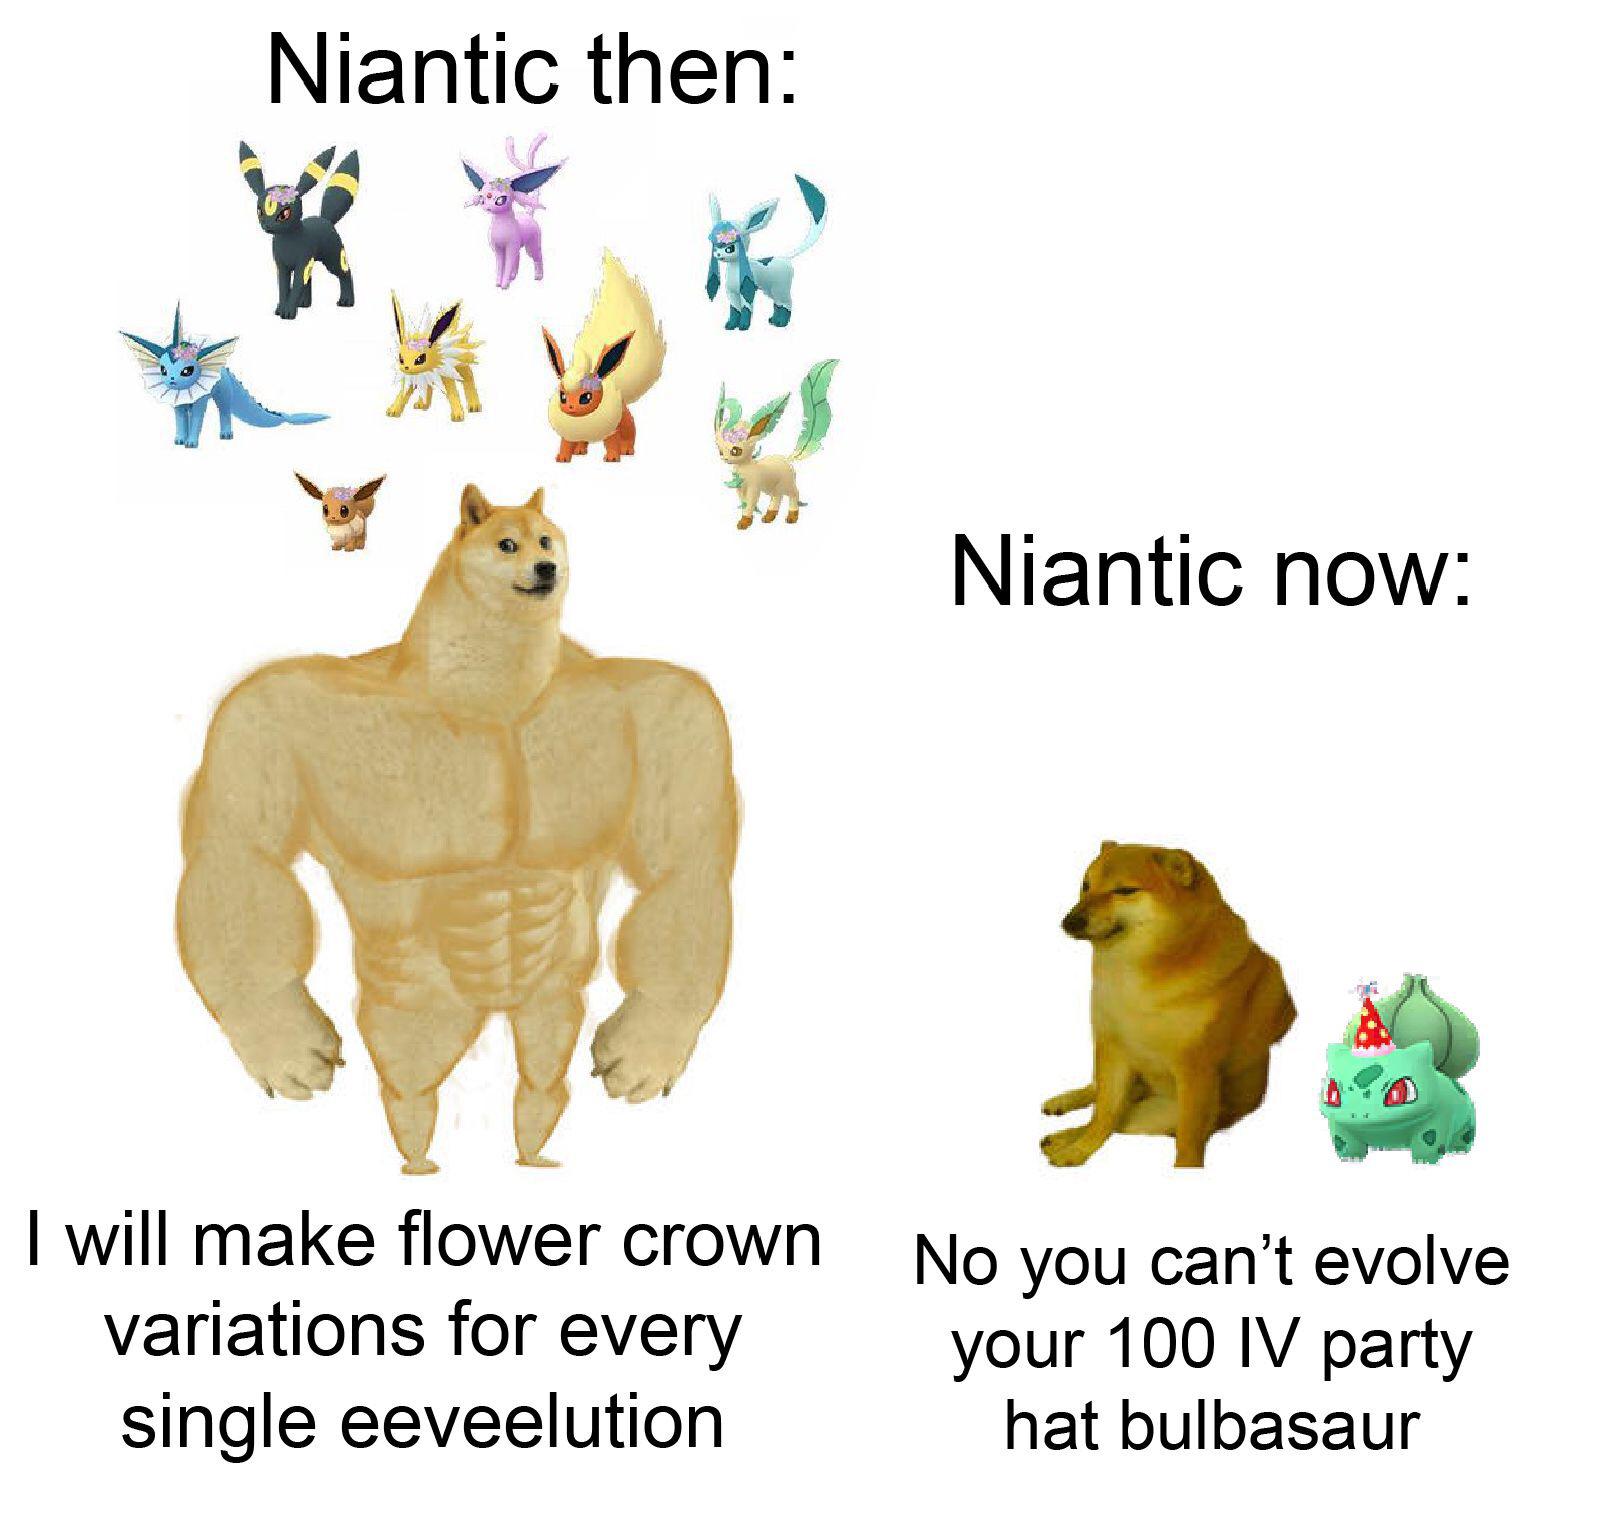 Niantic then:
I will make flower crown
variations for every
single eeveelution
Niantic now:
No you can’t evolve
your 100 IV party
hat bulbasaur